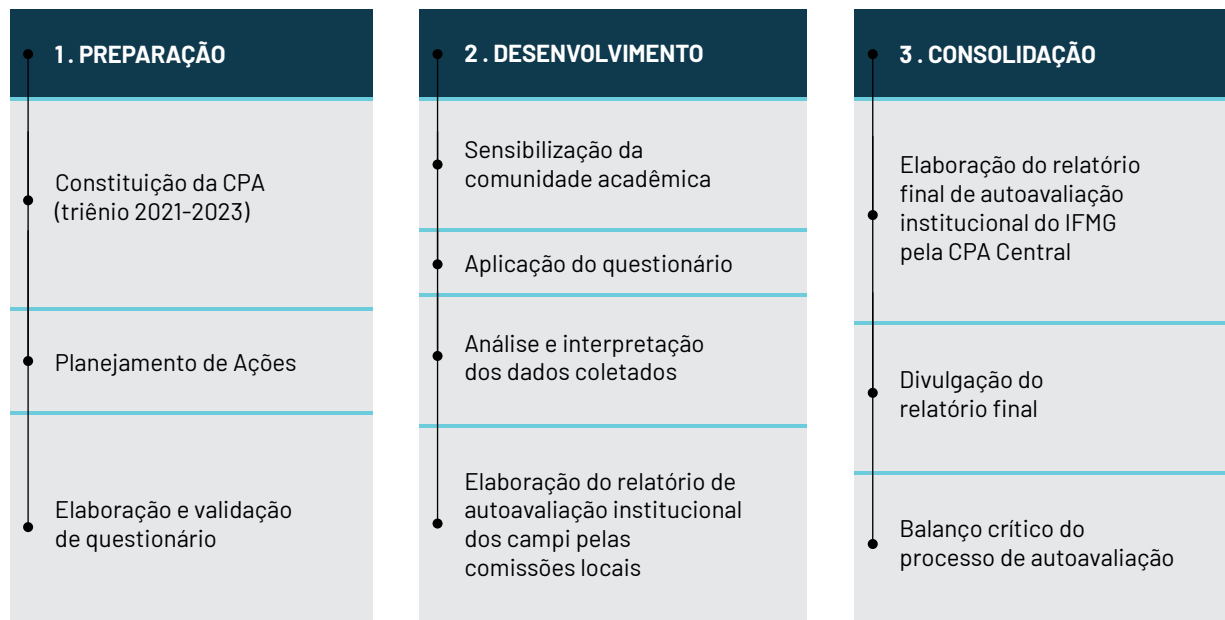 1 . PREPARAÇÃO
Constituição da CPA
(triênio 2021-2023)
Planejamento de Ações
Elaboração e validação
de questionário
2 . DESENVOLVIMENTO
Sensibilização da
comunidade acadêmica
Aplicação do questionário
Análise e interpretação
dos dados coletados
Elaboração do relatório de
autoavaliação institucional
dos campi pelas
comissões locais
3 . CONSOLIDAÇÃO
Elaboração do relatório
final de autoavaliação
institucional do IFMG
pela CPA Central
Divulgação do
relatório final
Balanço crítico do
processo de autoavaliação